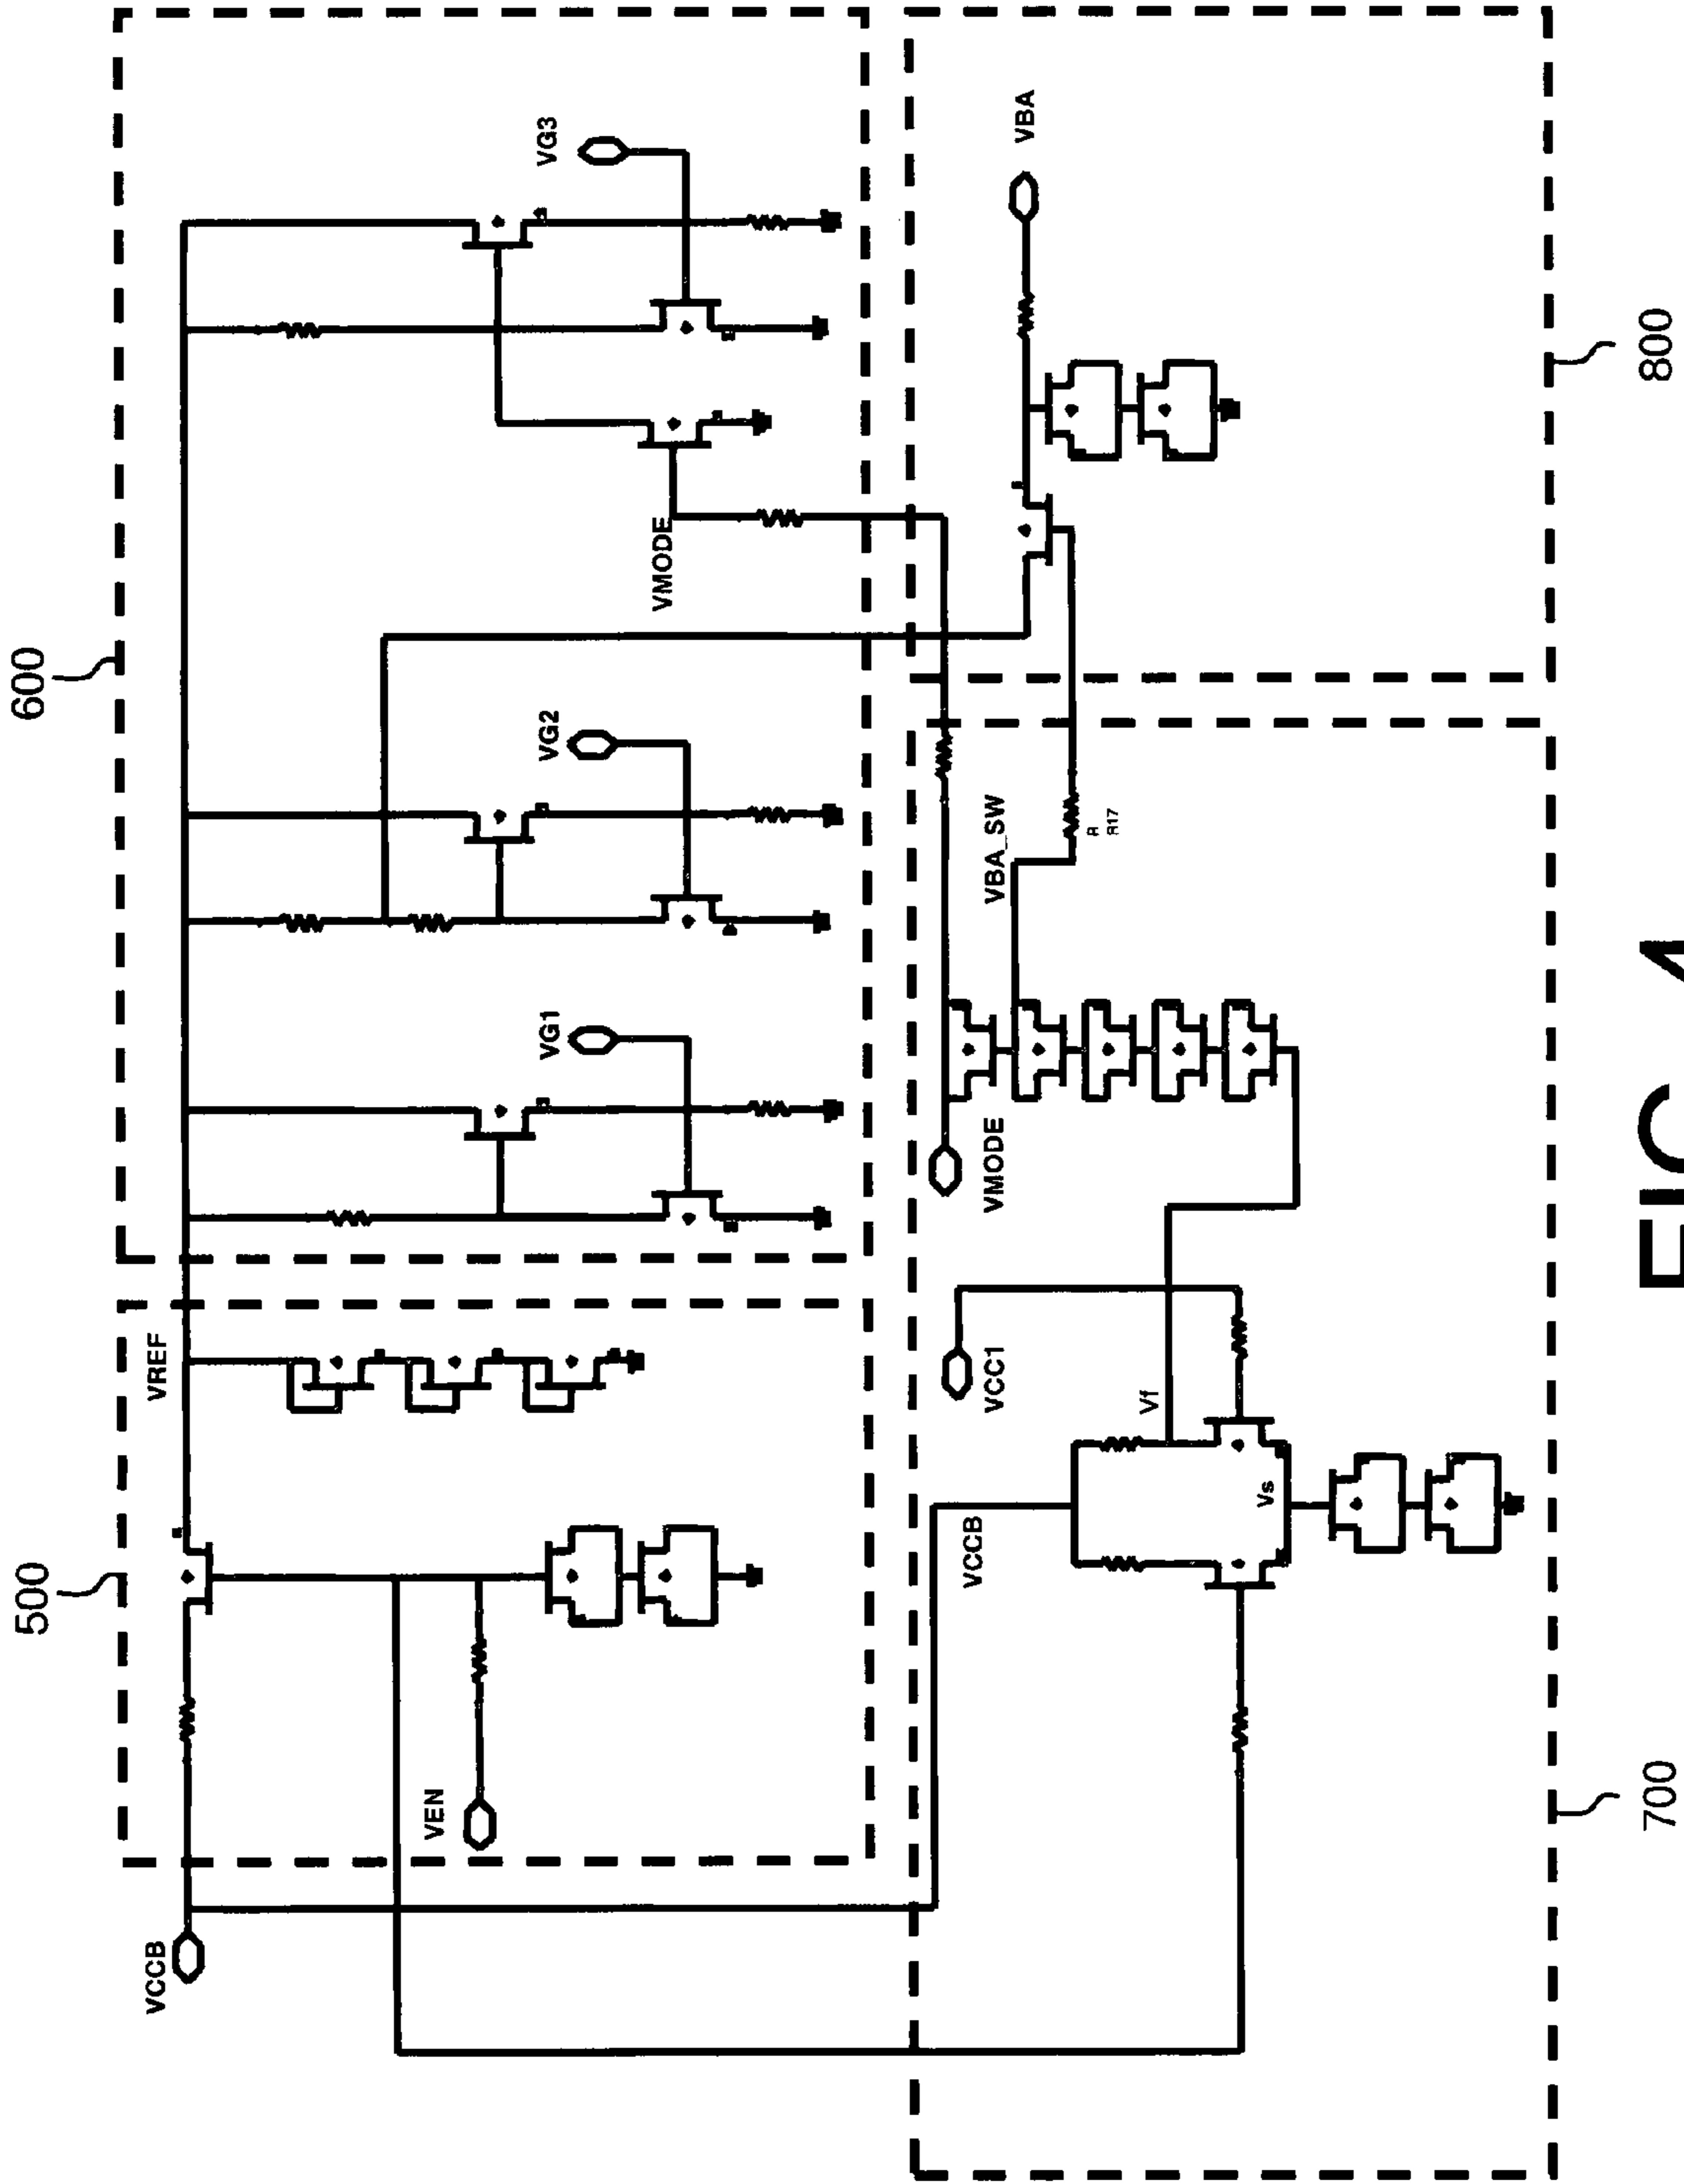 600
500
VCCB
VREF
VEN
VG1
VG2
VMODE
VG3
VCCB
Vs
Vf
VCC1
VMODE
VBA_SW
R
R17
VBA
700
800